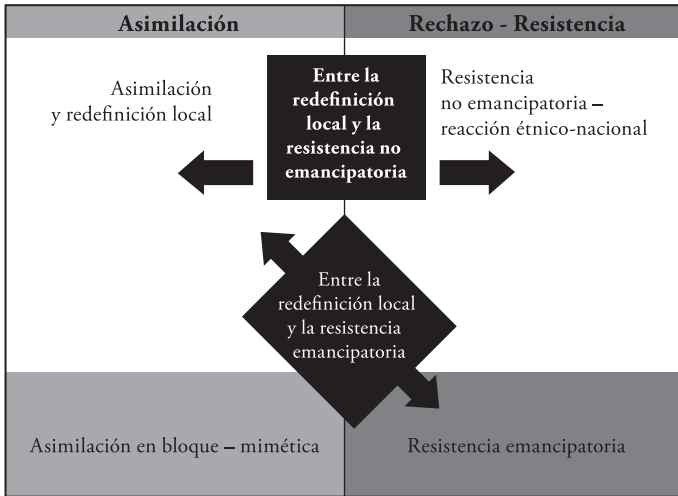 Asimilación
Rechazo - Resistencia
Asimilación
y redefinición local
Entre la
redefinición
local y la
resistencia no
emancipatoria
Resistencia
no emancipatoria –
reacción étnico-nacional
Entre la
redefinición local
y la resistencia
emancipatoria
Asimilación en bloque – mimética
Resistencia emancipatoria